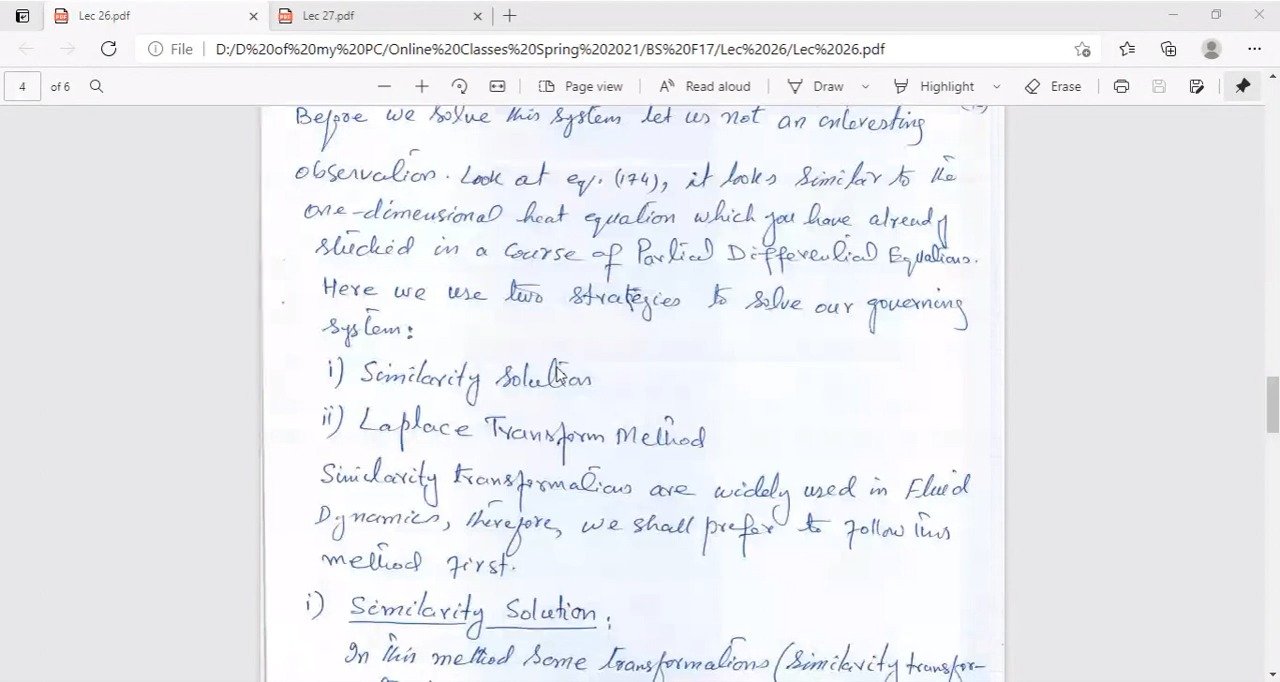 Lec 26.pdf
Lec 27.pdf
File D:/D%20of%20my%20PC/Online%20Classes%20Spring%202021/BS%20F17/Lec%2026/Lec%2026.pdf
4 of 6 Page view Read aloud Draw Highlight Erase
Before we solve this system let us not an interesting
observation. Look at eq. (174), it looks similar to the
one-dimensional heat equation which you have already
studied in a course of Partial Differential Equations.
Here we use two strategies to solve our governing
system:
i) Similarity Solution
ii) Laplace Transform Method
Similarity transformations are widely used in Fluid
Dynamics, therefore, we shall prefer to follow this
method first.
i) Similarity Solution:
In this method some transformations (similarity transfor-